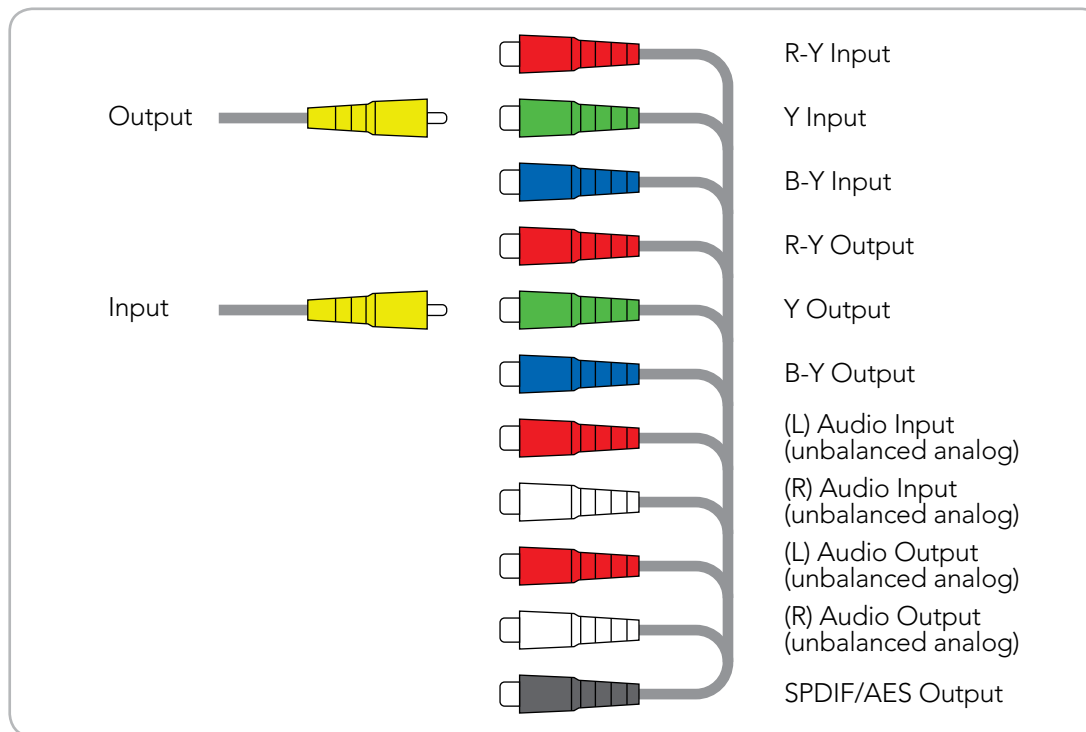 R-Y Input
Output
Y Input
B-Y Input
R-Y Output
Input
Y Output
B-Y Output
(L) Audio Input
(unbalanced analog)
(R) Audio Input
(unbalanced analog)
(L) Audio Output
(unbalanced analog)
(R) Audio Output
(unbalanced analog)
SPDIF/AES Output